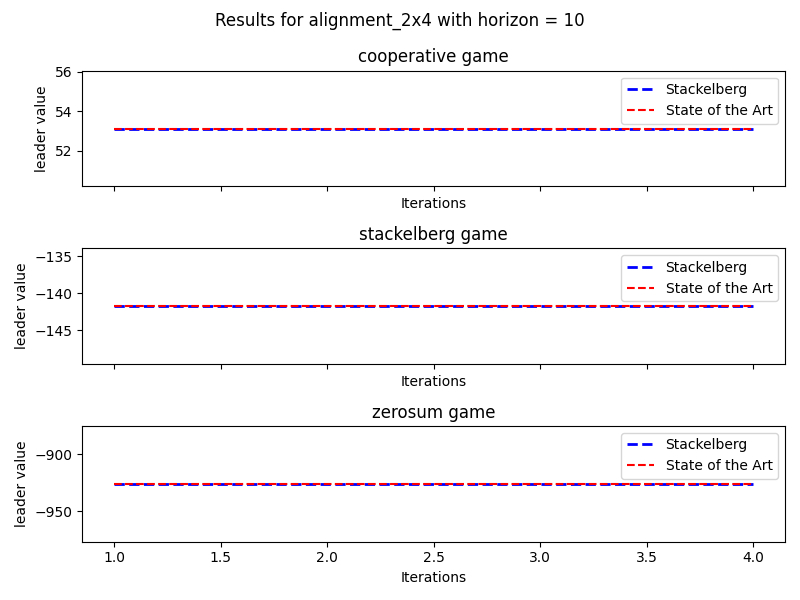 Results for alignment_2x4 with horizon = 10
cooperative game
56
54
52
leader value
Stackelberg
State of the Art
Iterations
stackelberg game
−135
−140
−145
leader value
Stackelberg
State of the Art
Iterations
zerosum game
−900
−950
leader value
Stackelberg
State of the Art
1.0 1.5 2.0 2.5 3.0 3.5 4.0
Iterations